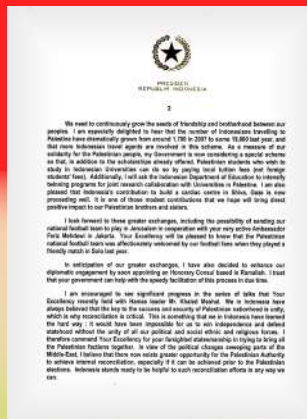 PRESIDEN
REPUBLIK INDONESIA
2
We need to continuously grow the seeds of friendship and brotherhood between our
peoples. I am especially delighted to hear that the number of Indonesians travelling to
Palestine have dramatically grown from around 1,700 in 2007 to some 10,000 last year, and
that more Indonesian travel agents are involved in this scheme. As a measure of our
solidarity for the Palestinian people, my Government is now considering a special scheme
so that, in addition to the scholarships already offered, Palestinian students who wish to
study in Indonesian Universities can do so by paying local tuition fees (not foreign
students' fees). Additionally, I will ask the Indonesian Department of Education to intensify
twinning programs for joint research collaboration with Universities in Palestine. I am also
pleased that Indonesia's contribution to build a cardiac centre in Shiva, Gaza is now
proceeding well. It is one of those modest contributions that we hope will bring direct
positive impact to our Palestinian brothers and sisters.
I look forward to these greater exchanges, including the possibility of sending our
national football team to play in Jerusalem in cooperation with your very active Ambassador
Fariz Mehdawi in Jakarta. Your Excellency will be pleased to know that the Palestinian
national football team was affectionately welcomed by our football fans when they played a
friendly match in Solo last year.
In anticipation of our greater exchanges, I have also decided to enhance our
diplomatic engagement by soon appointing an Honorary Consul based in Ramallah. I trust
that your government can help with the speedy facilitation of this process in due time.
I am encouraged to see significant progress in the series of talks that Your
Excellency recently held with Hamas leader Mr. Khaled Meshal. We in Indonesia have
always believed that the key to the success and security of Palestinian nationhood is unity,
which is why reconciliation is critical. This is something that we in Indonesia have learned
the hard way : it would have been impossible for us to win independence and defend
statehood without the unity of all our political and social ethnic and religious forces. I
therefore commend Your Excellency for your farsighted statesmanship in trying to bring all
the Palestinian factions together. In view of the political changes sweeping parts of the
Middle-East, I believe that there now exists greater opportunity for the Palestinian Authority
to achieve internal reconciliation, especially if it can be achieved prior to the Palestinian
elections. Indonesia stands ready to be helpful to such reconciliation efforts in any way we
can.